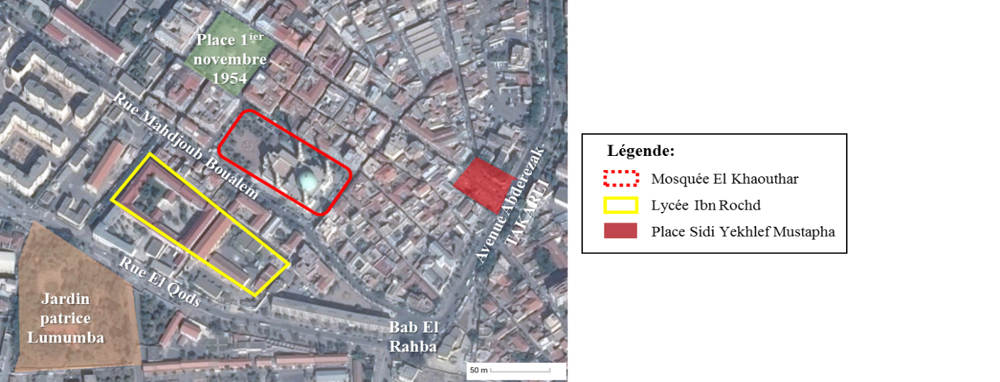 Place 1ier
novembre
1954
Rue Mahdjoub Boualem
Avenue Abderezak
TAKARLI
Rue El Qods
Jardin
patrice
Lumumba
Bab El
Rahba
50 m
Légende:
Mosquée El Khaouthar
Lycée Ibn Rochd
Place Sidi Yekhlef Mustapha